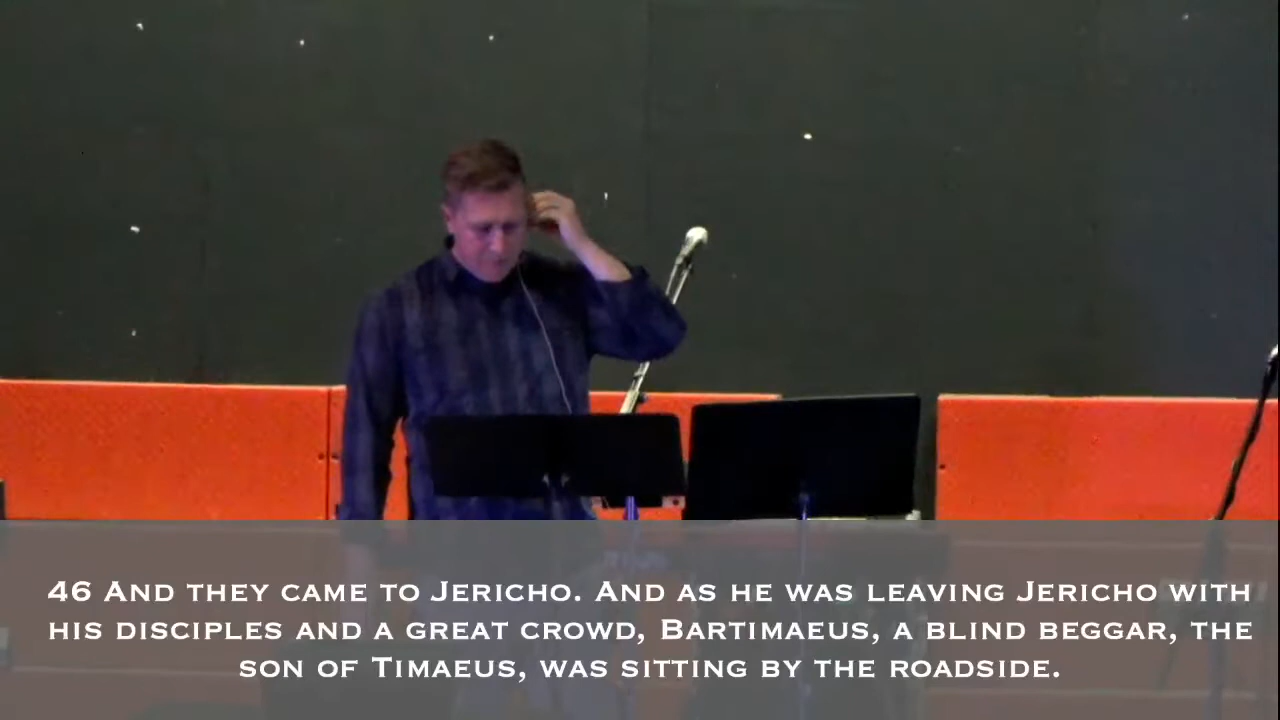 46 And they came to Jericho. And as he was leaving Jericho with
his disciples and a great crowd, Bartimaeus, a blind beggar, the
son of Timaeus, was sitting by the roadside.